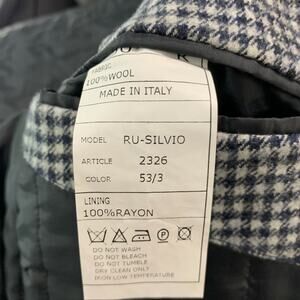 FABRIC
100%WOOL
MADE IN ITALY
MODEL RU-SILVIO
ARTICLE 2326
COLOR 53/3
LINING
100%RAYON
DO NOT WASH
DO NOT BLEACH
DO NOT TUMBLE
DRY CLEAN ONLY
IRON LOW TEMPERATURE